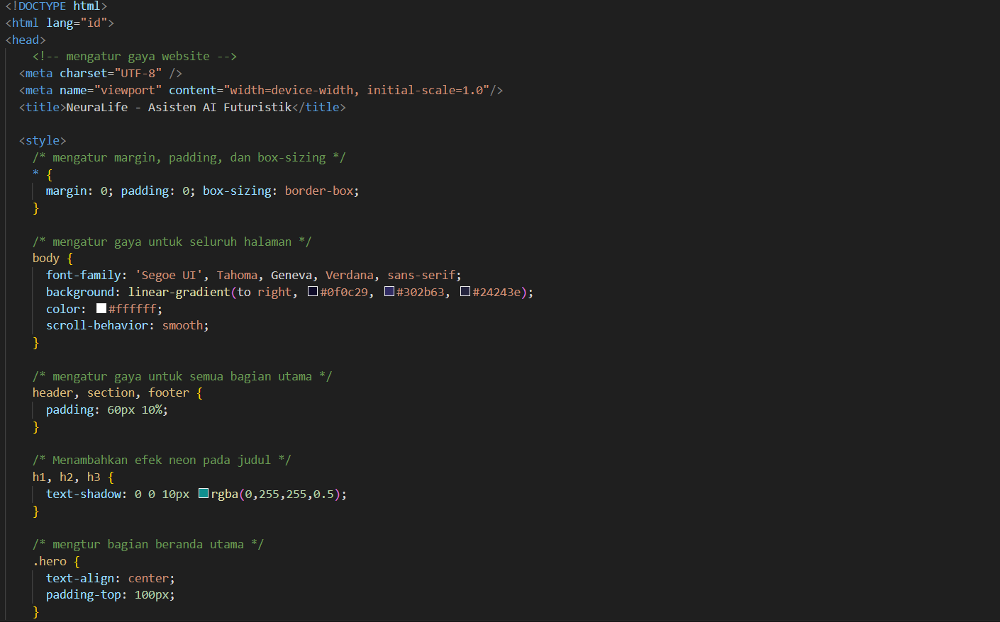 <!DOCTYPE html>
<html lang="id">
<head>
    <!-- mengatur gaya website -->
  <meta charset="UTF-8" />
  <meta name="viewport" content="width=device-width, initial-scale=1.0"/>
  <title>NeuraLife - Asisten AI Futuristik</title>

  <style>
    /* mengatur margin, padding, dan box-sizing */
    * {
      margin: 0; padding: 0; box-sizing: border-box;
    }

    /* mengatur gaya untuk seluruh halaman */
    body {
      font-family: 'Segoe UI', Tahoma, Geneva, Verdana, sans-serif;
      background: linear-gradient(to right, #0f0c29, #302b63, #24243e);
      color: #ffffff;
      scroll-behavior: smooth;
    }

    /* mengatur gaya untuk semua bagian utama */
    header, section, footer {
      padding: 60px 10%;
    }

    /* Menambahkan efek neon pada judul */
    h1, h2, h3 {
      text-shadow: 0 0 10px rgba(0,255,255,0.5);
    }

    /* mengtur bagian beranda utama */
    .hero {
      text-align: center;
      padding-top: 100px;
    }